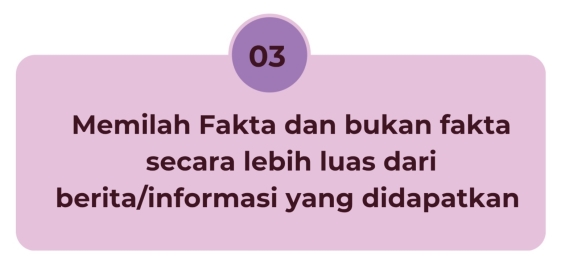 03
Memilah Fakta dan bukan fakta
secara lebih luas dari
berita/informasi yang didapatkan